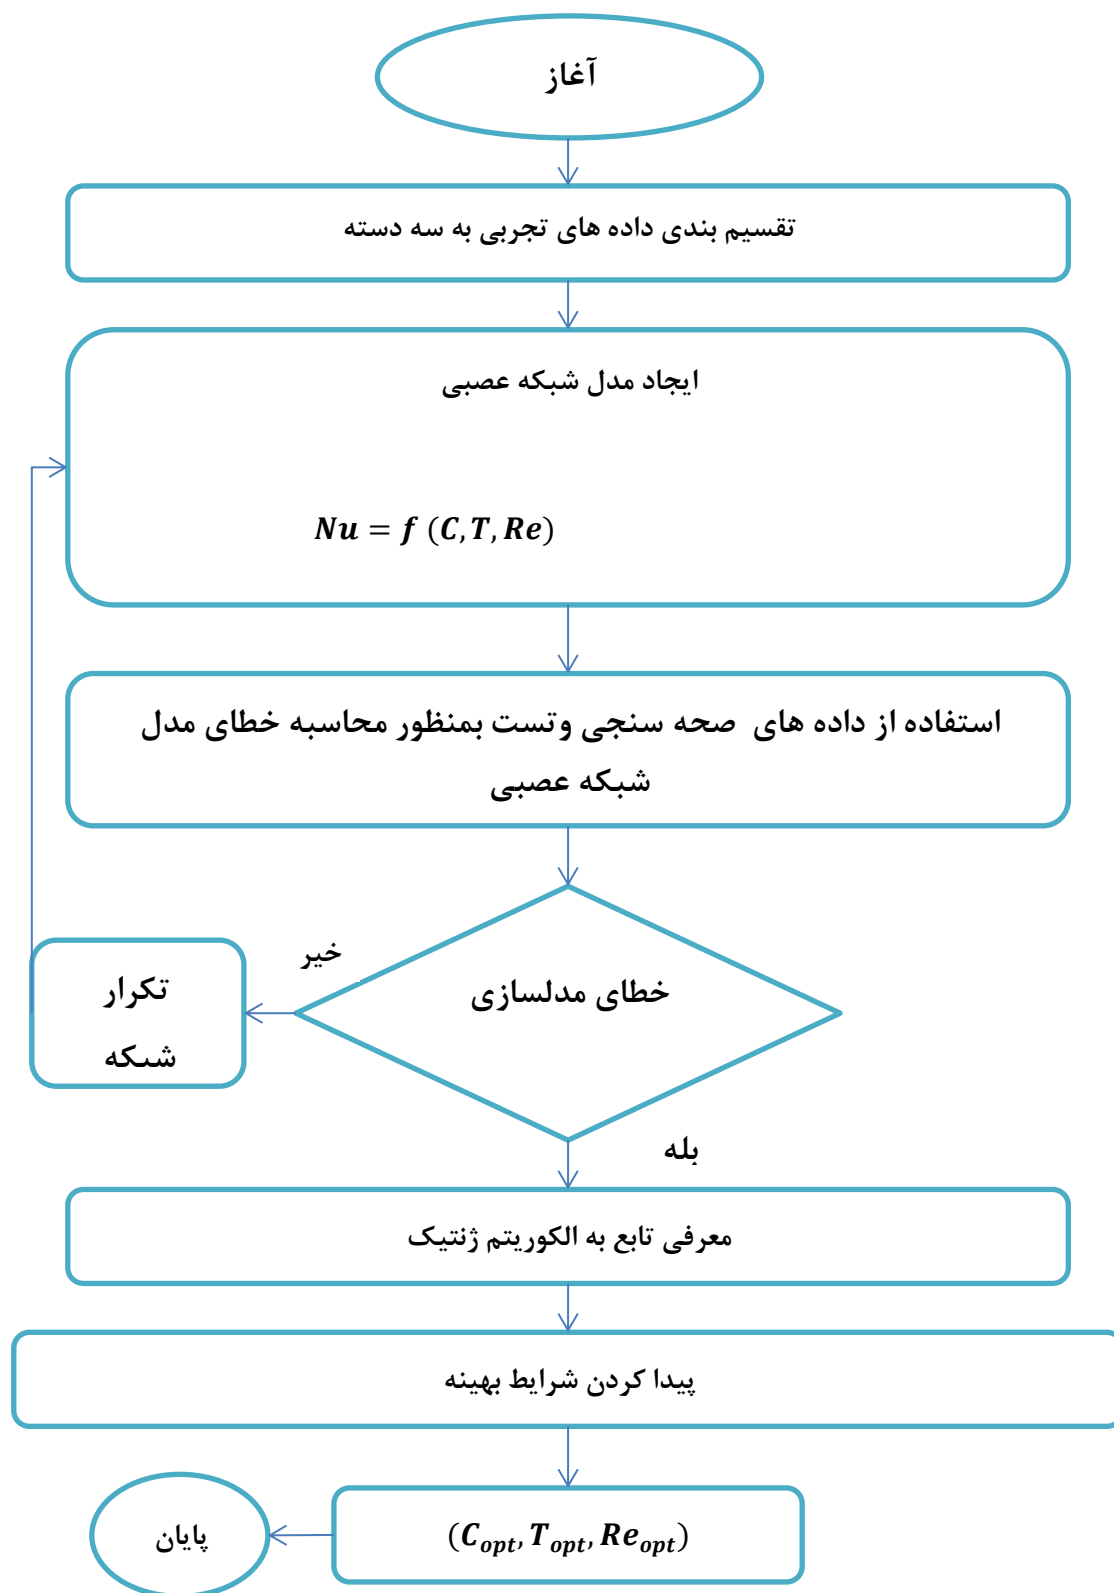 آغاز
تقسیم بندی داده های تجربی به سه دسته
ایجاد مدل شبکه عصبی
Nu = f (C, T, Re)
استفاده از داده های صحه سنجی وتست بمنظور محاسبه خطای مدل
شبکه عصبی
خیر
خطای مدلسازی
تکرار
شبکه
بله
معرفی تابع به الکوریتم ژنتیک
پیدا کردن شرایط بهینه
(C_opt, T_opt, Re_opt)
پایان